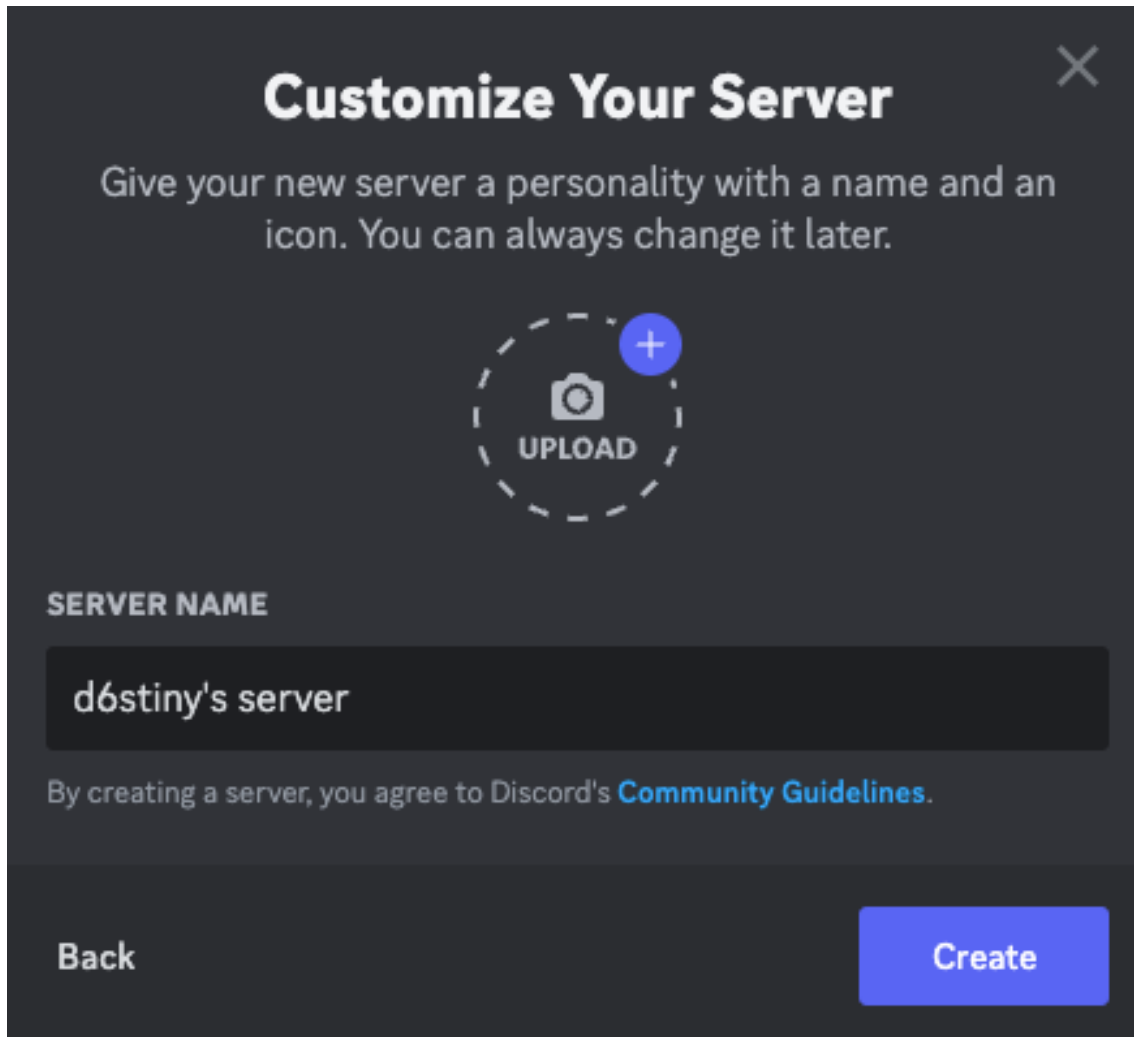 Customize Your Server
Give your new server a personality with a name and an
icon. You can always change it later.
UPLOAD
SERVER NAME
d6stiny's server
By creating a server, you agree to Discord's Community Guidelines.
Back
Create